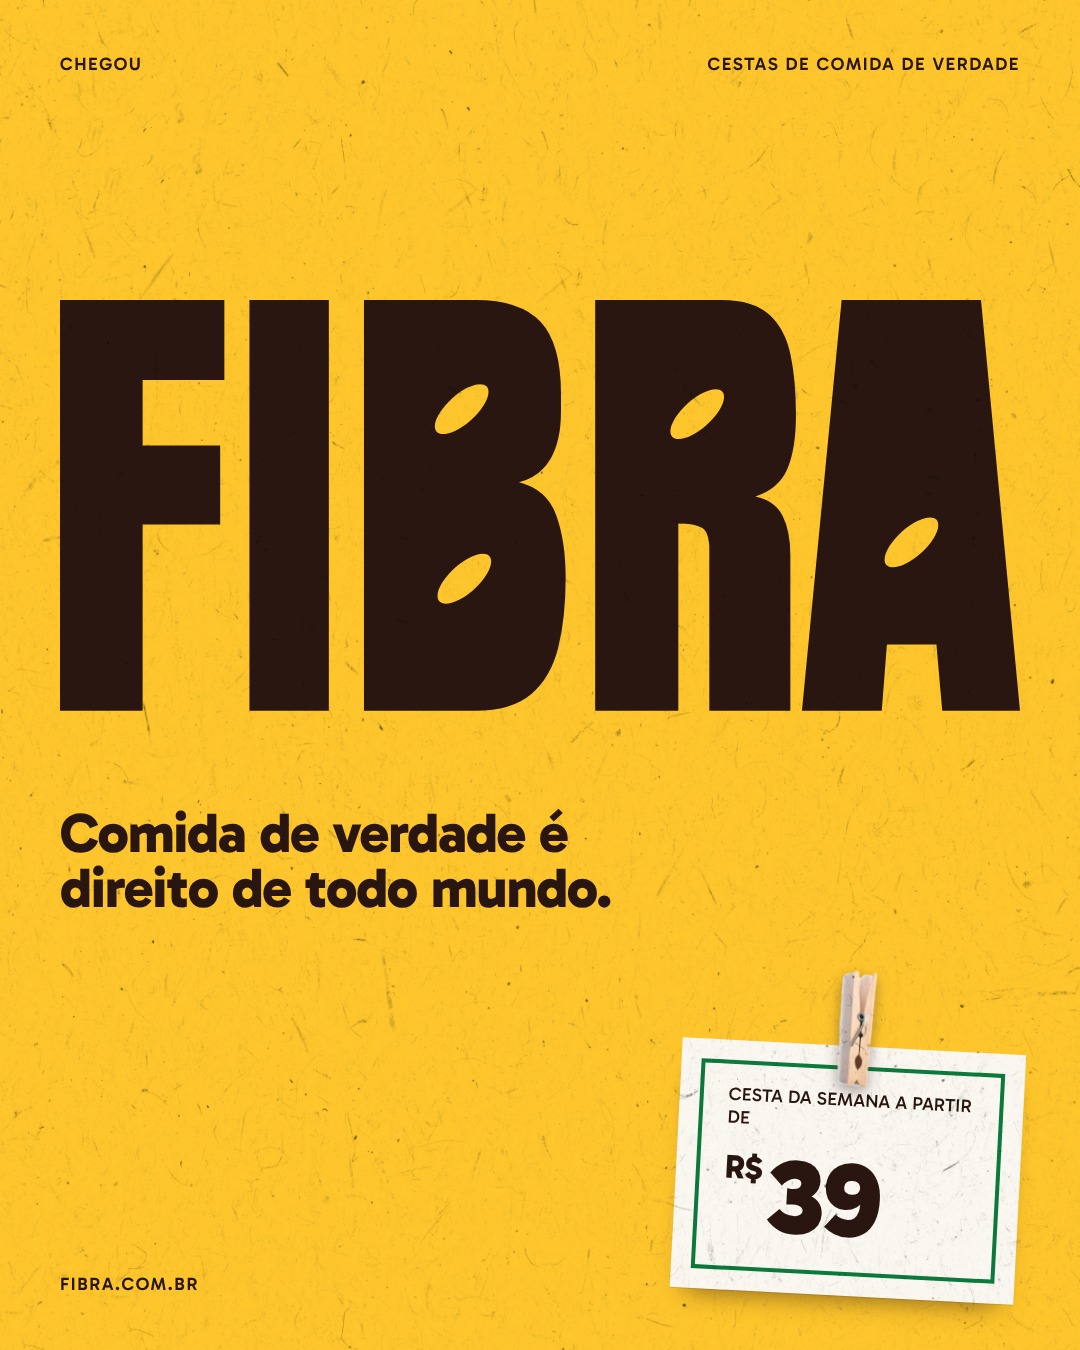 CHEGOU
CESTAS DE COMIDA DE VERDADE
FIBRA
Comida de verdade é
direito de todo mundo.
CESTA DA SEMANA A PARTIR
DE
R$ 39
FIBRA.COM.BR